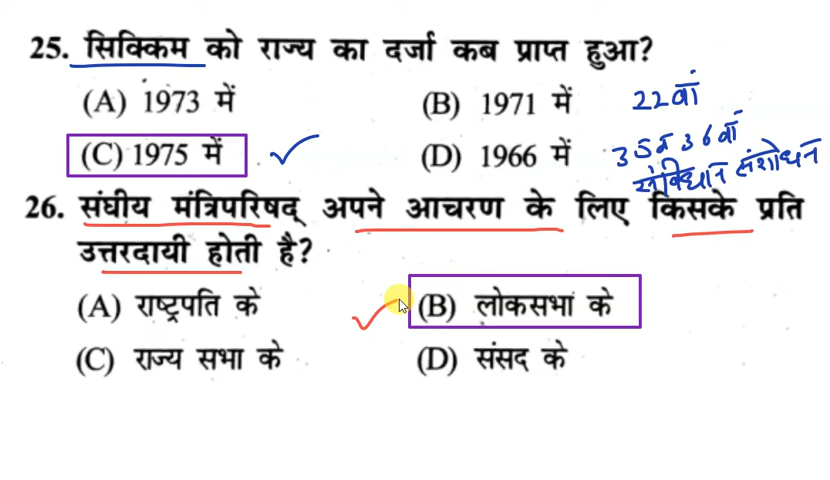 25. सिक्किम को राज्य का दर्जा कब प्राप्त हुआ?
(A) 1973 में (B) 1971 में 22वां
(C) 1975 में (D) 1966 में 35 व 36 वां
संविधान संशोधन
26. संघीय मंत्रिपरिषद् अपने आचरण के लिए किसके प्रति
उत्तरदायी होती है?
(A) राष्ट्रपति के (B) लोकसभा के
(C) राज्य सभा के (D) संसद के